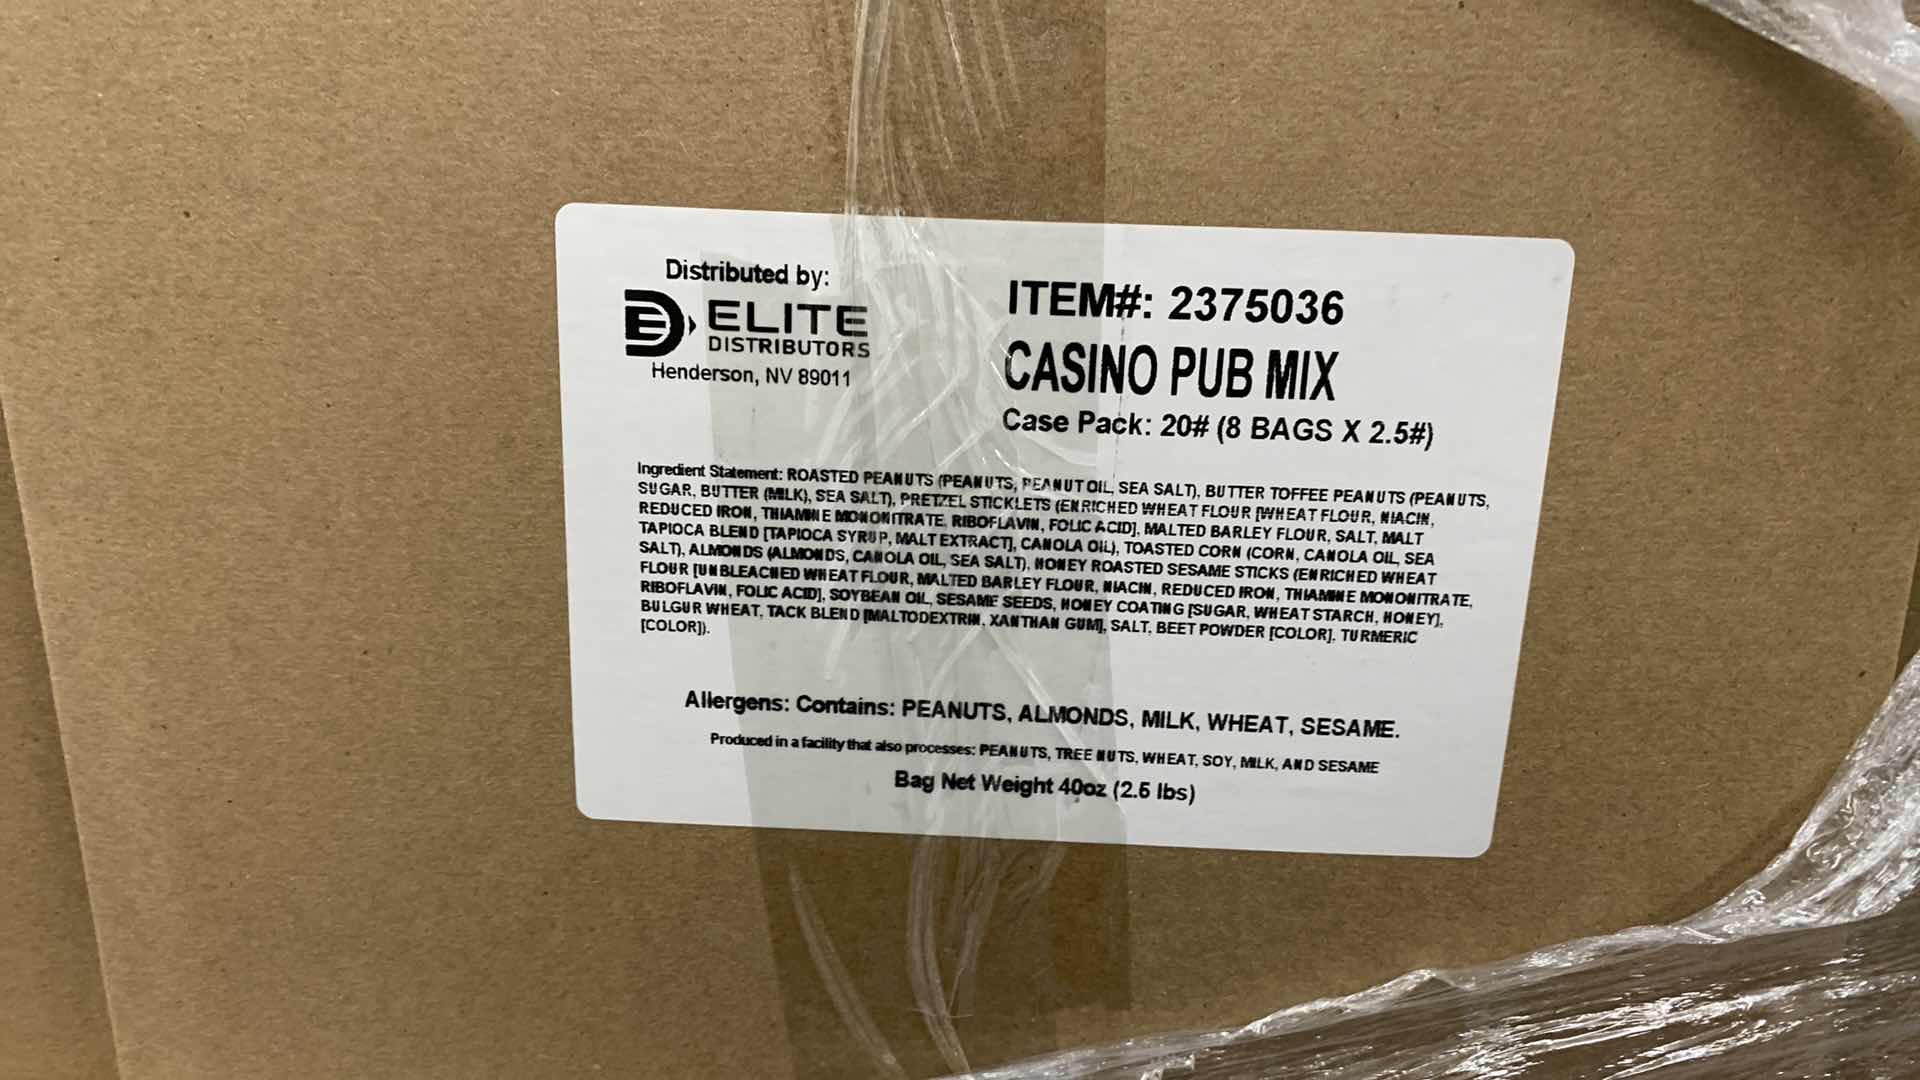 Distributed by:
ELITE
DISTRIBUTORS
Henderson, NV 89011
ITEM#: 2375036
CASINO PUB MIX
Case Pack: 20# (8 BAGS X 2.5#)
Ingredient Statement: ROASTED PEANUTS (PEANUTS, PEANUT OIL, SEA SALT), BUTTER TOFFEE PEANUTS (PEANUTS,
SUGAR, BUTTER (MILK), SEA SALT), PRETZEL STICKLETS (ENRICHED WHEAT FLOUR [WHEAT FLOUR, NIACIN,
REDUCED IRON, THIAMINE MONONITRATE, RIBOFLAVIN, FOLIC ACID], MALTED BARLEY FLOUR, SALT, MALT
TAPIOCA BLEND [TAPIOCA SYRUP, MALT EXTRACT], CANOLA OIL), TOASTED CORN (CORN, CANOLA OIL, SEA
SALT), ALMONDS (ALMONDS, CANOLA OIL, SEA SALT), HONEY ROASTED SESAME STICKS (ENRICHED WHEAT
FLOUR [UNBLEACHED WHEAT FLOUR, MALTED BARLEY FLOUR, NIACIN, REDUCED IRON, THIAMINE MONONITRATE,
RIBOFLAVIN, FOLIC ACID], SOYBEAN OIL, SESAME SEEDS, HONEY COATING [SUGAR, WHEAT STARCH, HONEY],
BULGUR WHEAT, TACK BLEND [MALTODEXTRIN, XANTHAN GUM], SALT, BEET POWDER [COLOR], TURMERIC
[COLOR]).
Allergens: Contains: PEANUTS, ALMONDS, MILK, WHEAT, SESAME.
Produced in a facility that also processes: PEANUTS, TREE NUTS, WHEAT, SOY, MILK, AND SESAME
Bag Net Weight 40oz (2.5 lbs)